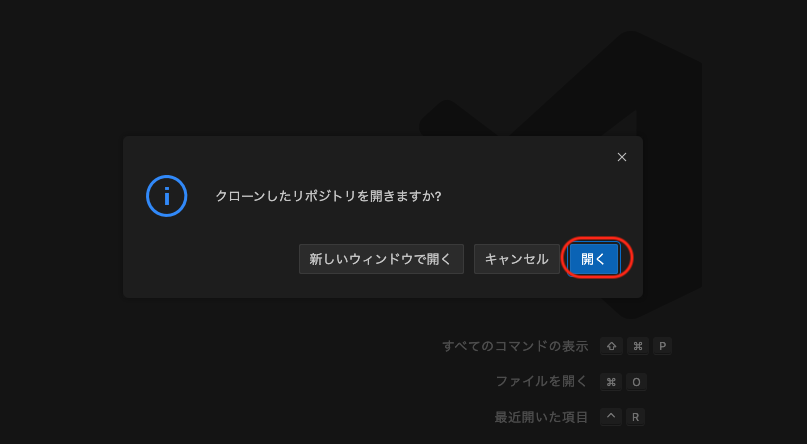 クローンしたリポジトリを開きますか?
新しいウィンドウで開く キャンセル 開く
すべてのコマンドの表示 ⇧ ⌘ P
ファイルを開く ⌘ O
最近開いた項目 ^ R